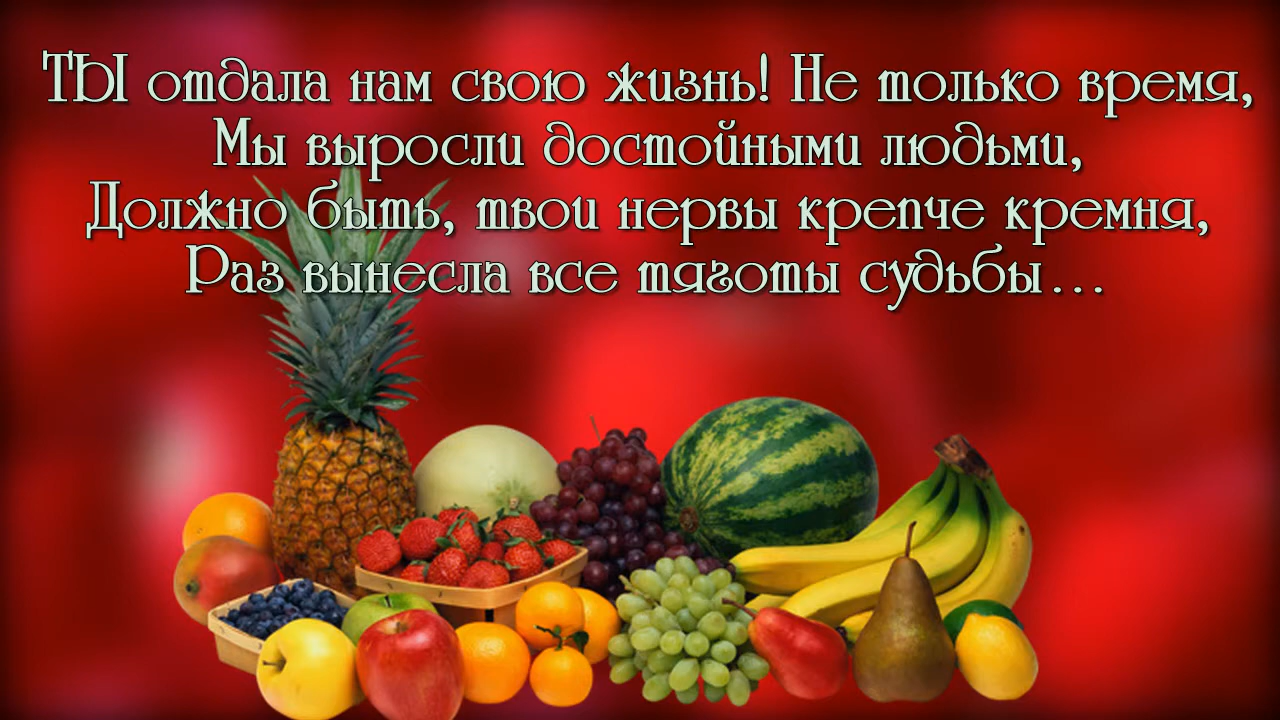 ТЫ отдала нам свою жизнь! Не только время,
Мы выросли достойными людьми,
Должно быть, твои нервы крепче кремня,
Раз вынесла все тяготы судьбы...